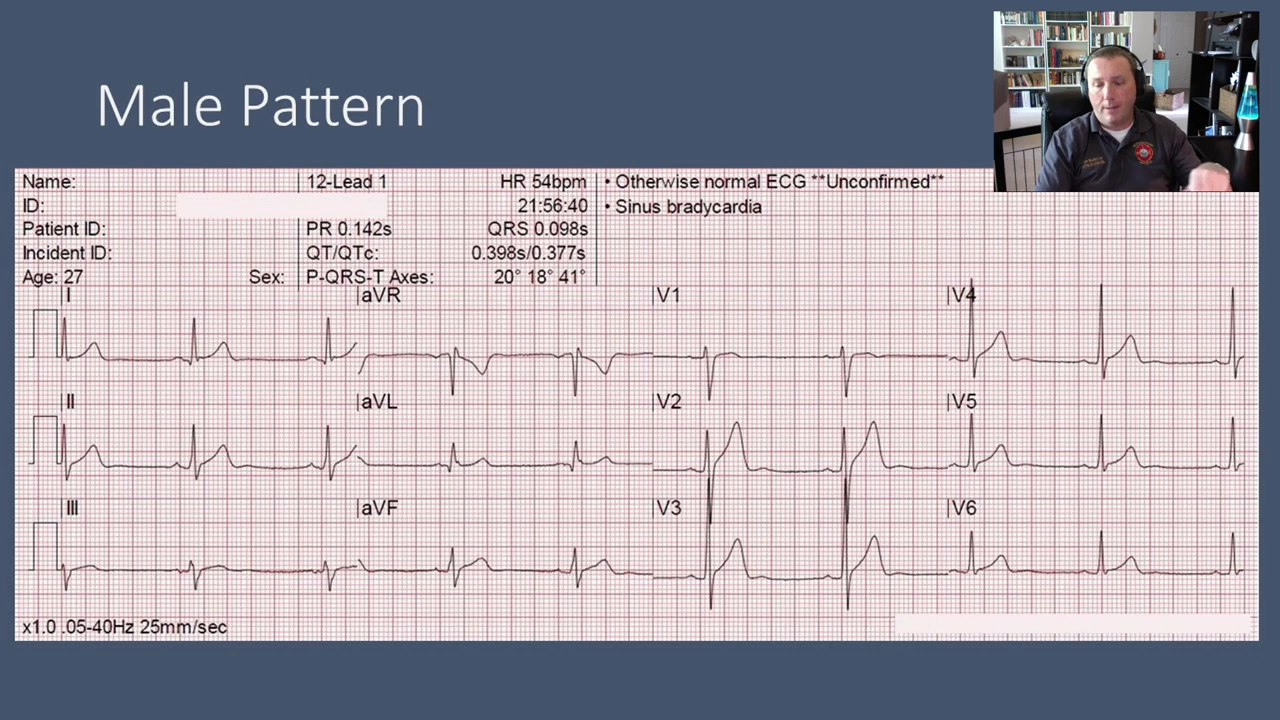 Male Pattern
Name:
ID:
Patient ID:
Incident ID:
Age: 27 Sex:
12-Lead 1 HR 54bpm
21:56:40
PR 0.142s QRS 0.098s
QT/QTc: 0.398s/0.377s
P-QRS-T Axes: 20° 18° 41°
• Otherwise normal ECG **Unconfirmed**
• Sinus bradycardia
I aVR V1 V4
II aVL V2 V5
III aVF V3 V6
x1.0 .05-40Hz 25mm/sec